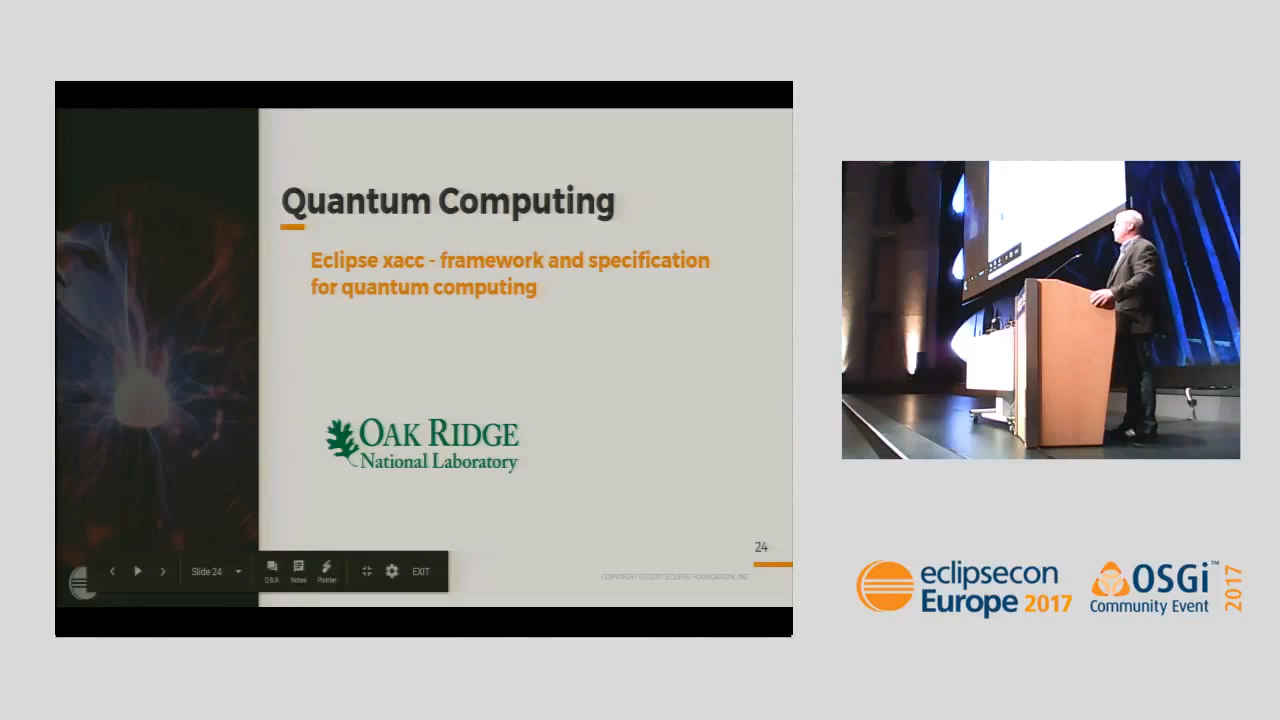 Quantum Computing
Eclipse xacc - framework and specification
for quantum computing
OAK RIDGE
National Laboratory
24
Slide 24
Q&A
Notes
Pointer
EXIT
COPYRIGHT (C) 2017, ECLIPSE FOUNDATION, INC
eclipsecon
Europe 2017
OSGi™
Community Event
2017